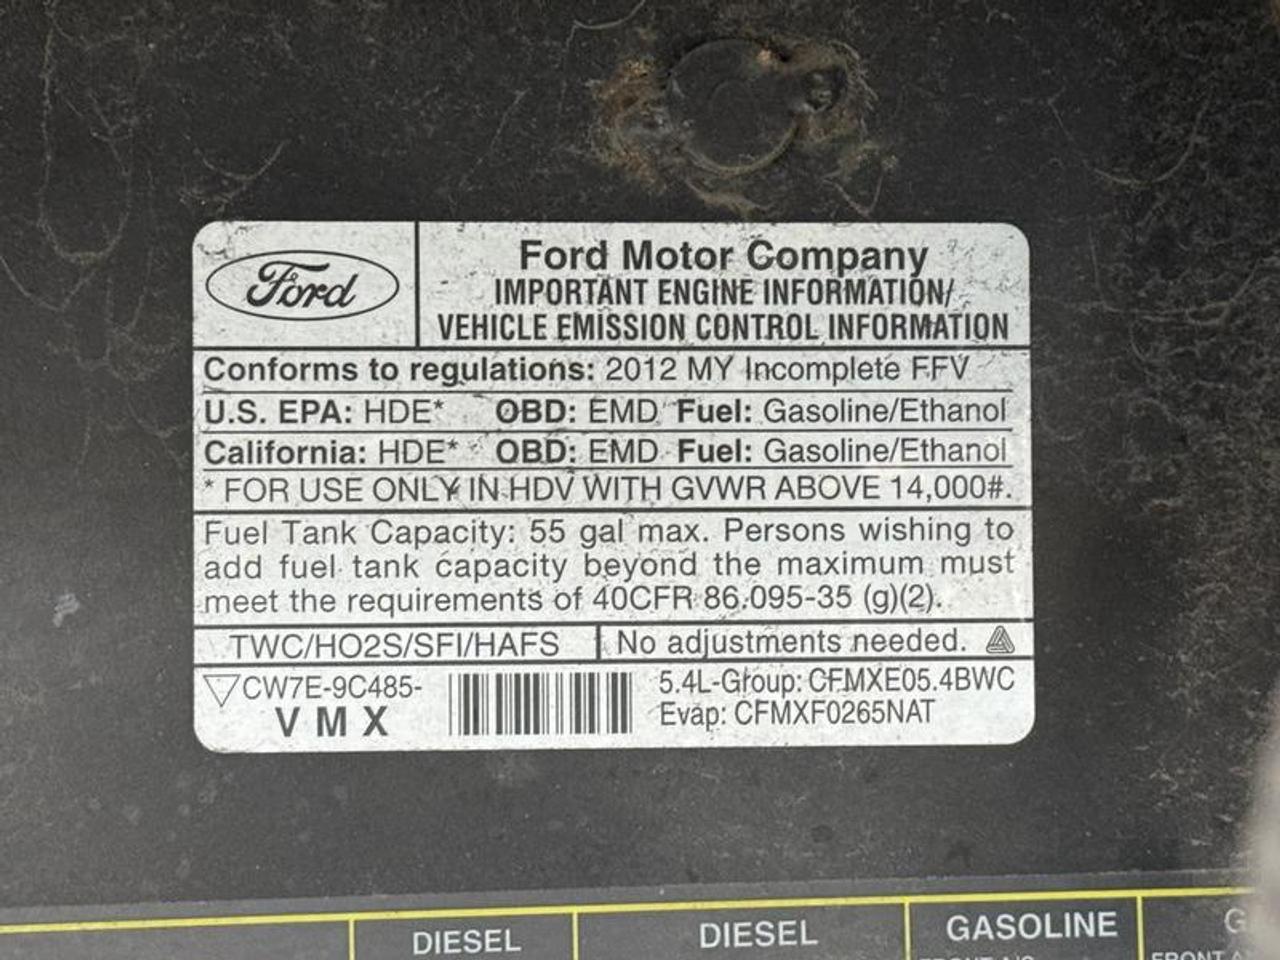 Ford
Ford Motor Company
IMPORTANT ENGINE INFORMATION/
VEHICLE EMISSION CONTROL INFORMATION
Conforms to regulations: 2012 MY Incomplete FFV
U.S. EPA: HDE* OBD: EMD Fuel: Gasoline/Ethanol
California: HDE* OBD: EMD Fuel: Gasoline/Ethanol
* FOR USE ONLY IN HDV WITH GVWR ABOVE 14,000#.
Fuel Tank Capacity: 55 gal max. Persons wishing to
add fuel tank capacity beyond the maximum must
meet the requirements of 40CFR 86.095-35 (g)(2).
TWC/HO2S/SFI/HAFS No adjustments needed.
CW7E-9C485-
VMX
5.4L-Group: CFMXE05.4BWC
Evap: CFMXF0265NAT
DIESEL DIESEL GASOLINE